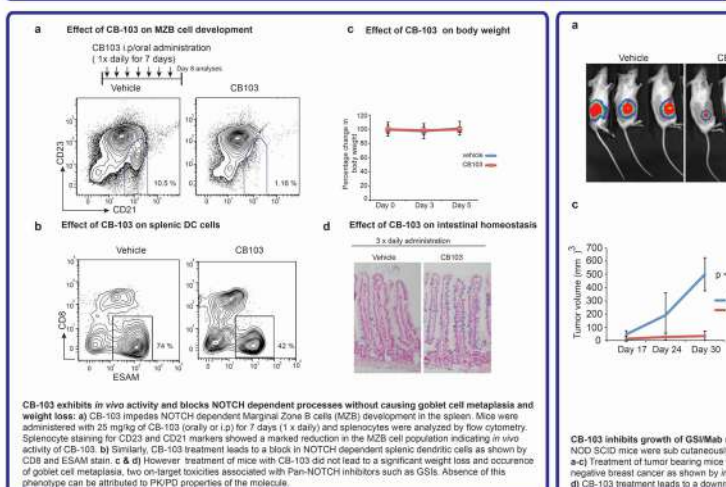 a Effect of CB-103 on MZB cell development
CB103 i.p/oral administration
( 1x daily for 7 days)
Day 8 analyses
Vehicle CB103
CD23
10.5 %
1.16 %
CD21
b Effect of CB-103 on splenic DC cells
Vehicle CB103
CD8
74 %
42 %
ESAM
c Effect of CB-103 on body weight
Percentage change in
body weight
120
100
80
60
40
20
0
vehicle
CB103
Day 0 Day 3 Day 5
d Effect of CB-103 on intestinal homeostasis
3 x daily administration
Vehicle CB103
CB-103 exhibits in vivo activity and blocks NOTCH dependent processes without causing goblet cell metaplasia and
weight loss: a) CB-103 impedes NOTCH dependent Marginal Zone B cells (MZB) development in the spleen. Mice were
administered with 25 mg/kg of CB-103 (orally or i.p) for 7 days (1 x daily) and splenocytes were analyzed by flow cytometry.
Splenocyte staining for CD23 and CD21 markers showed a marked reduction in the MZB cell population indicating in vivo
activity of CB-103. b) Similarly, CB-103 treatment leads to a block in NOTCH dependent splenic dendritic cells as shown by
CD8 and ESAM stain. c & d) However treatment of mice with CB-103 did not lead to a significant weight loss and occurence
of goblet cell metaplasia, two on-target toxicities associated with Pan-NOTCH inhibitors such as GSIs. Absence of this
phenotype can be attributed to PK/PD properties of the molecule.
a
Vehicle CB
c
Tumor volume (mm 3
700
600
500
400
300
200
100
0
p
Day 17 Day 24 Day 30
CB-103 inhibits growth of GSI/Mab
NOD SCID mice were sub cutaneousl
a-c) Treatment of tumor bearing mice
negative breast cancer as shown by in
d) CB-103 treatment leads to a down